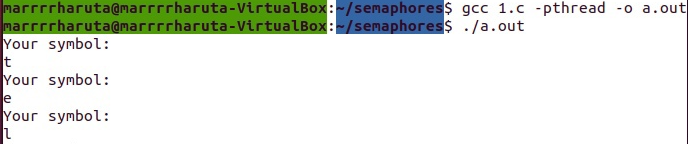 marrrrharuta@marrrrharuta-VirtualBox:~/semaphores$ gcc 1.c -pthread -o a.out
marrrrharuta@marrrrharuta-VirtualBox:~/semaphores$ ./a.out
Your symbol:
t
Your symbol:
e
Your symbol:
l